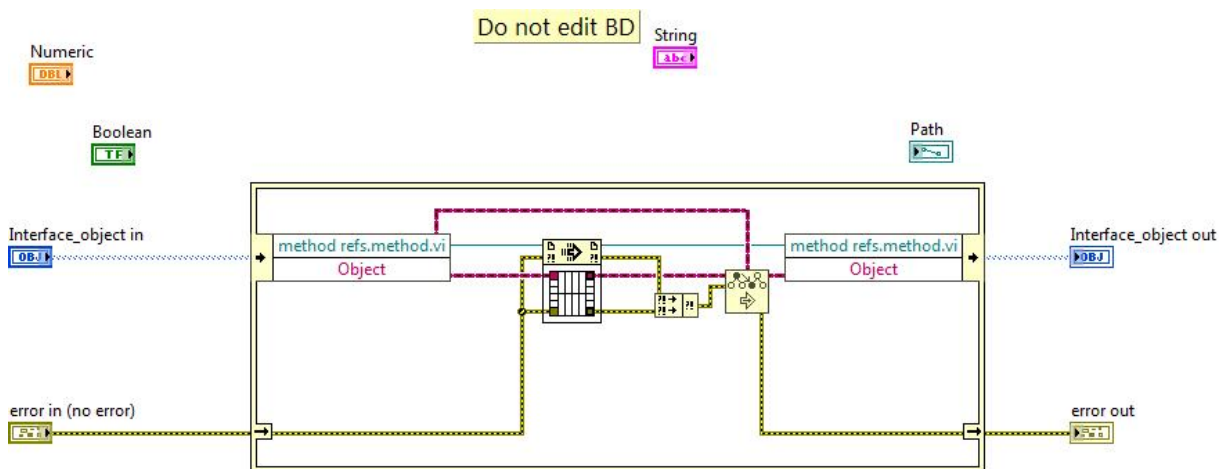 Do not edit BD
String
abc
Numeric
DBL
Boolean
TF
Path
Interface_object in
OBJ
method refs.method.vi
Object
method refs.method.vi
Object
Interface_object out
OBJ
?!
?!
?!
?!
?!
error in (no error)
error out